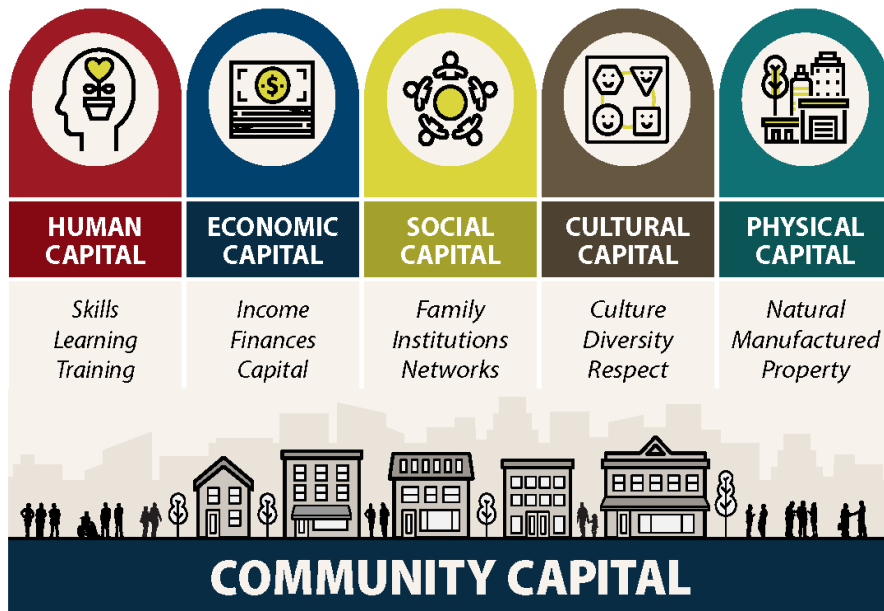 $
HUMAN
CAPITAL
Skills
Learning
Training
ECONOMIC
CAPITAL
Income
Finances
Capital
SOCIAL
CAPITAL
Family
Institutions
Networks
CULTURAL
CAPITAL
Culture
Diversity
Respect
PHYSICAL
CAPITAL
Natural
Manufactured
Property
COMMUNITY CAPITAL